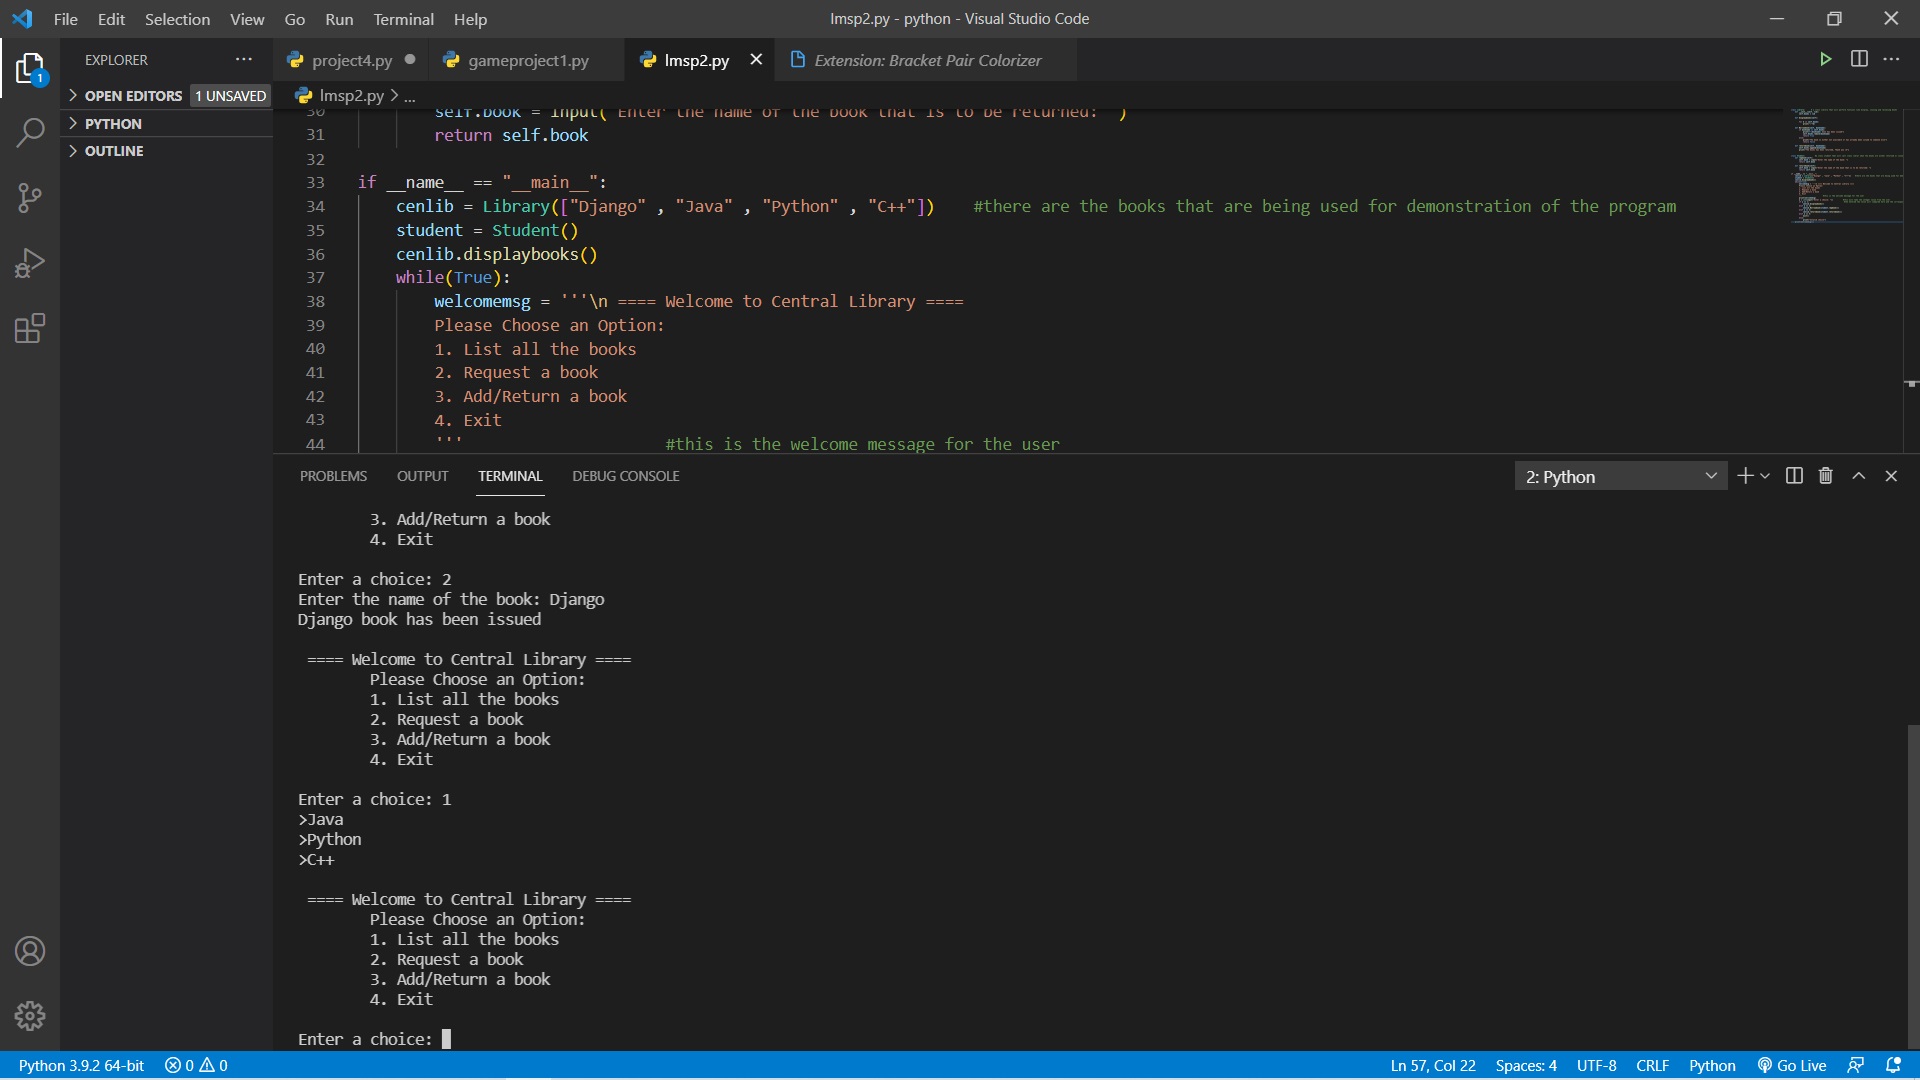 File Edit Selection View Go Run Terminal Help
lmsp2.py - python - Visual Studio Code
EXPLORER
project4.py
gameproject1.py
lmsp2.py
Extension: Bracket Pair Colorizer
1
OPEN EDITORS 1 UNSAVED
PYTHON
OUTLINE
lmsp2.py > ...
30 self.book = input("Enter the name of the book that is to be returned: ")
31 return self.book
32
33 if __name__ == "__main__":
34 cenlib = Library(["Django" , "Java" , "Python" , "C++"]) #there are the books that are being used for demonstration of the program
35 student = Student()
36 cenlib.displaybooks()
37 while(True):
38 welcomemsg = '''\n ==== Welcome to Central Library ====
39 Please Choose an Option:
40 1. List all the books
41 2. Request a book
42 3. Add/Return a book
43 4. Exit
44 ''' #this is the welcome message for the user
PROBLEMS OUTPUT TERMINAL DEBUG CONSOLE
2: Python
3. Add/Return a book
4. Exit
Enter a choice: 2
Enter the name of the book: Django
Django book has been issued
==== Welcome to Central Library ====
Please Choose an Option:
1. List all the books
2. Request a book
3. Add/Return a book
4. Exit
Enter a choice: 1
>Java
>Python
>C++
==== Welcome to Central Library ====
Please Choose an Option:
1. List all the books
2. Request a book
3. Add/Return a book
4. Exit
Enter a choice:
Python 3.9.2 64-bit 0 0
Ln 57, Col 22 Spaces: 4 UTF-8 CRLF Python Go Live